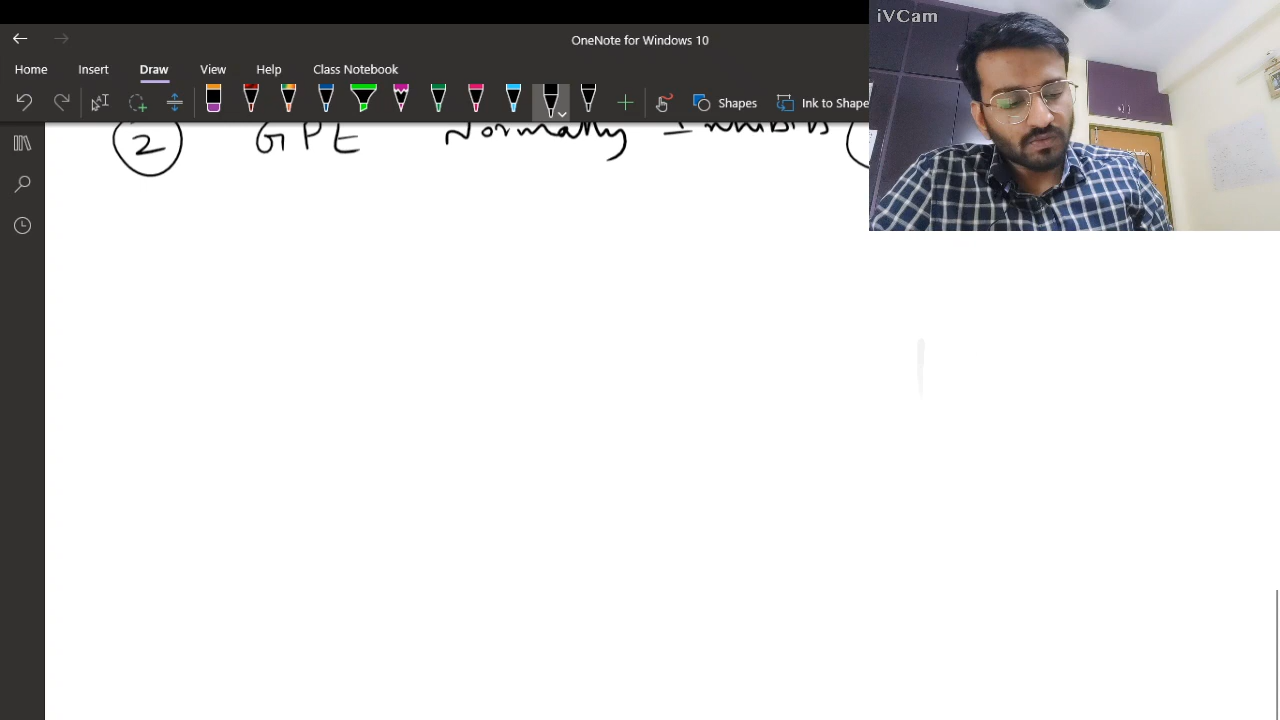 iVCam
OneNote for Windows 10
Home Insert Draw View Help Class Notebook
Shapes Ink to Shape
2 GPE Normally Inhibits